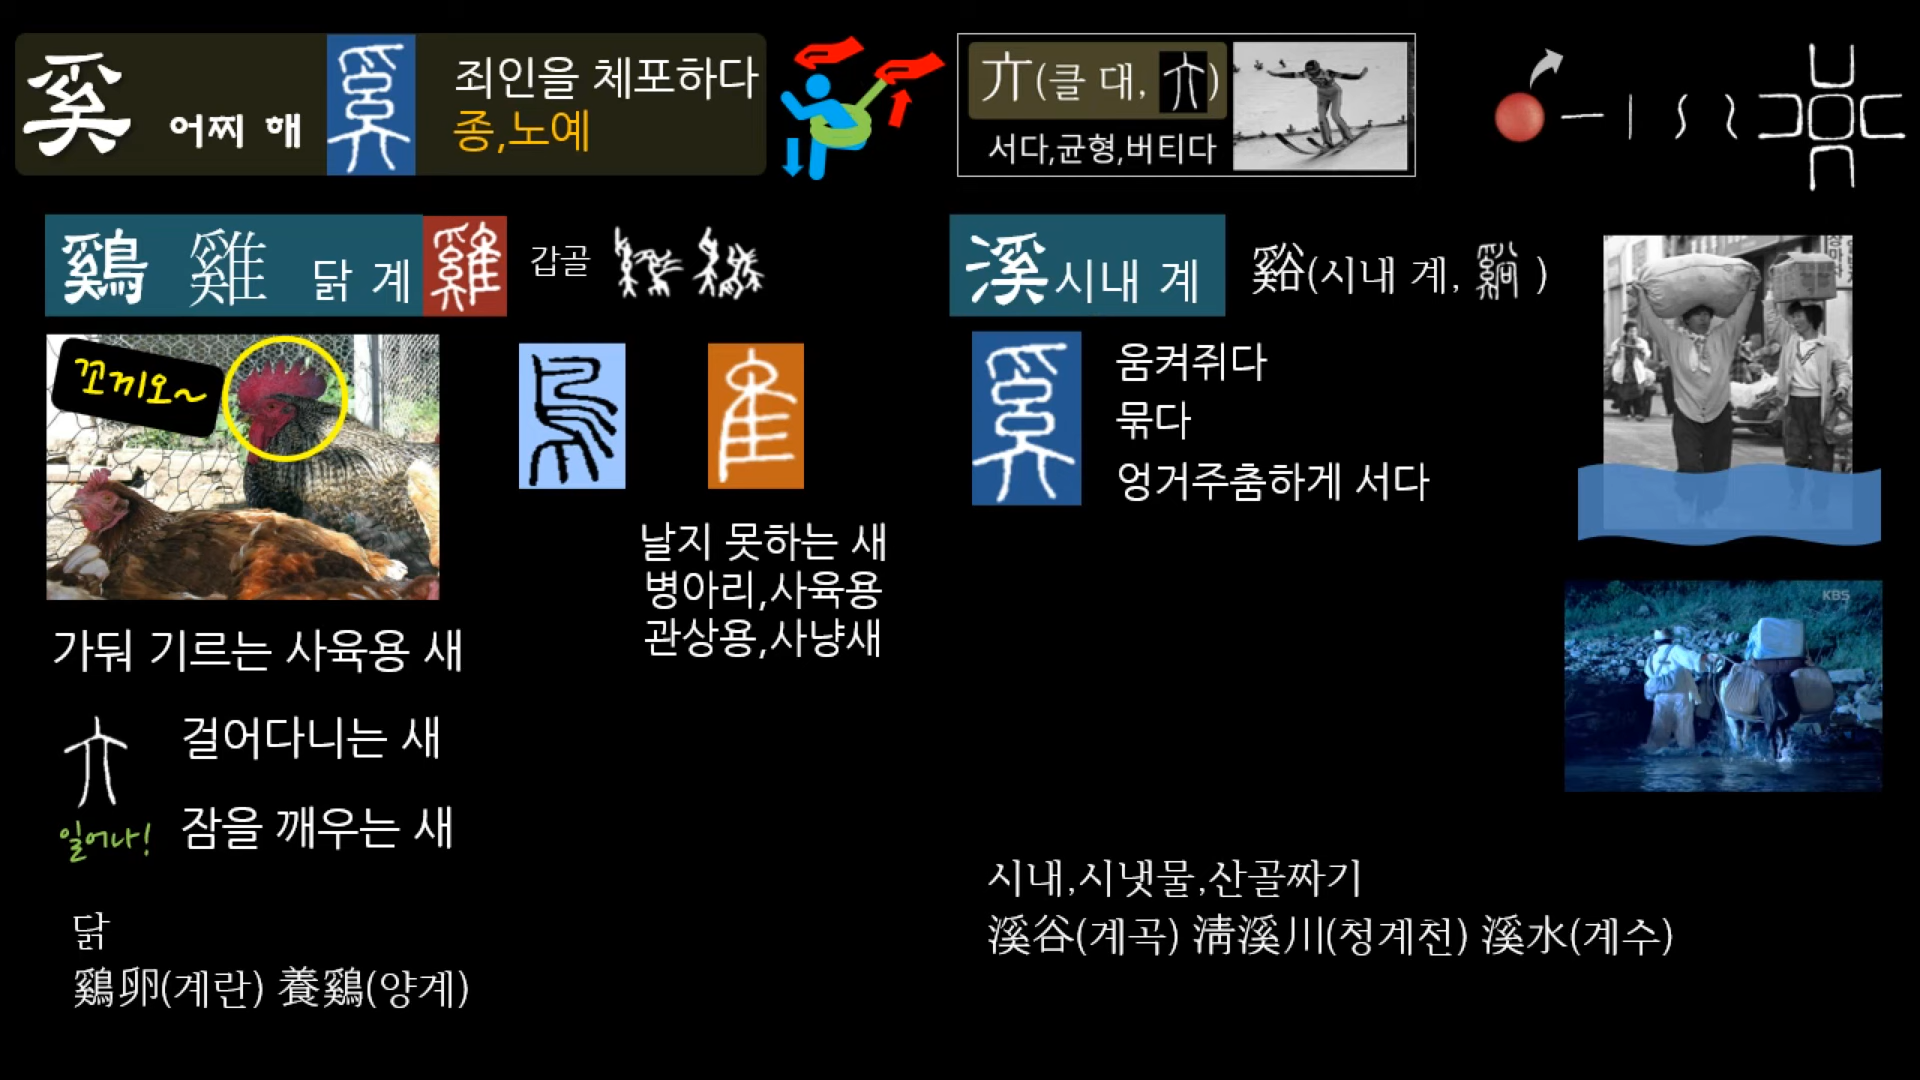 奚 어찌 해
죄인을 체포하다
종,노예
亣(클 대, 亣)
서다,균형,버티다
鷄 雞 닭 계 雞
갑골
꼬끼오~
날지 못하는 새
병아리,사육용
관상용,사냥새
가둬 기르는 사육용 새
걸어다니는 새
일어나!
잠을 깨우는 새
닭
鷄卵(계란) 養鷄(양계)
溪 시내 계
谿(시내 계, 谿)
움켜쥐다
묶다
엉거주춤하게 서다
KBS
시내,시냇물,산골짜기
溪谷(계곡) 淸溪川(청계천) 溪水(계수)